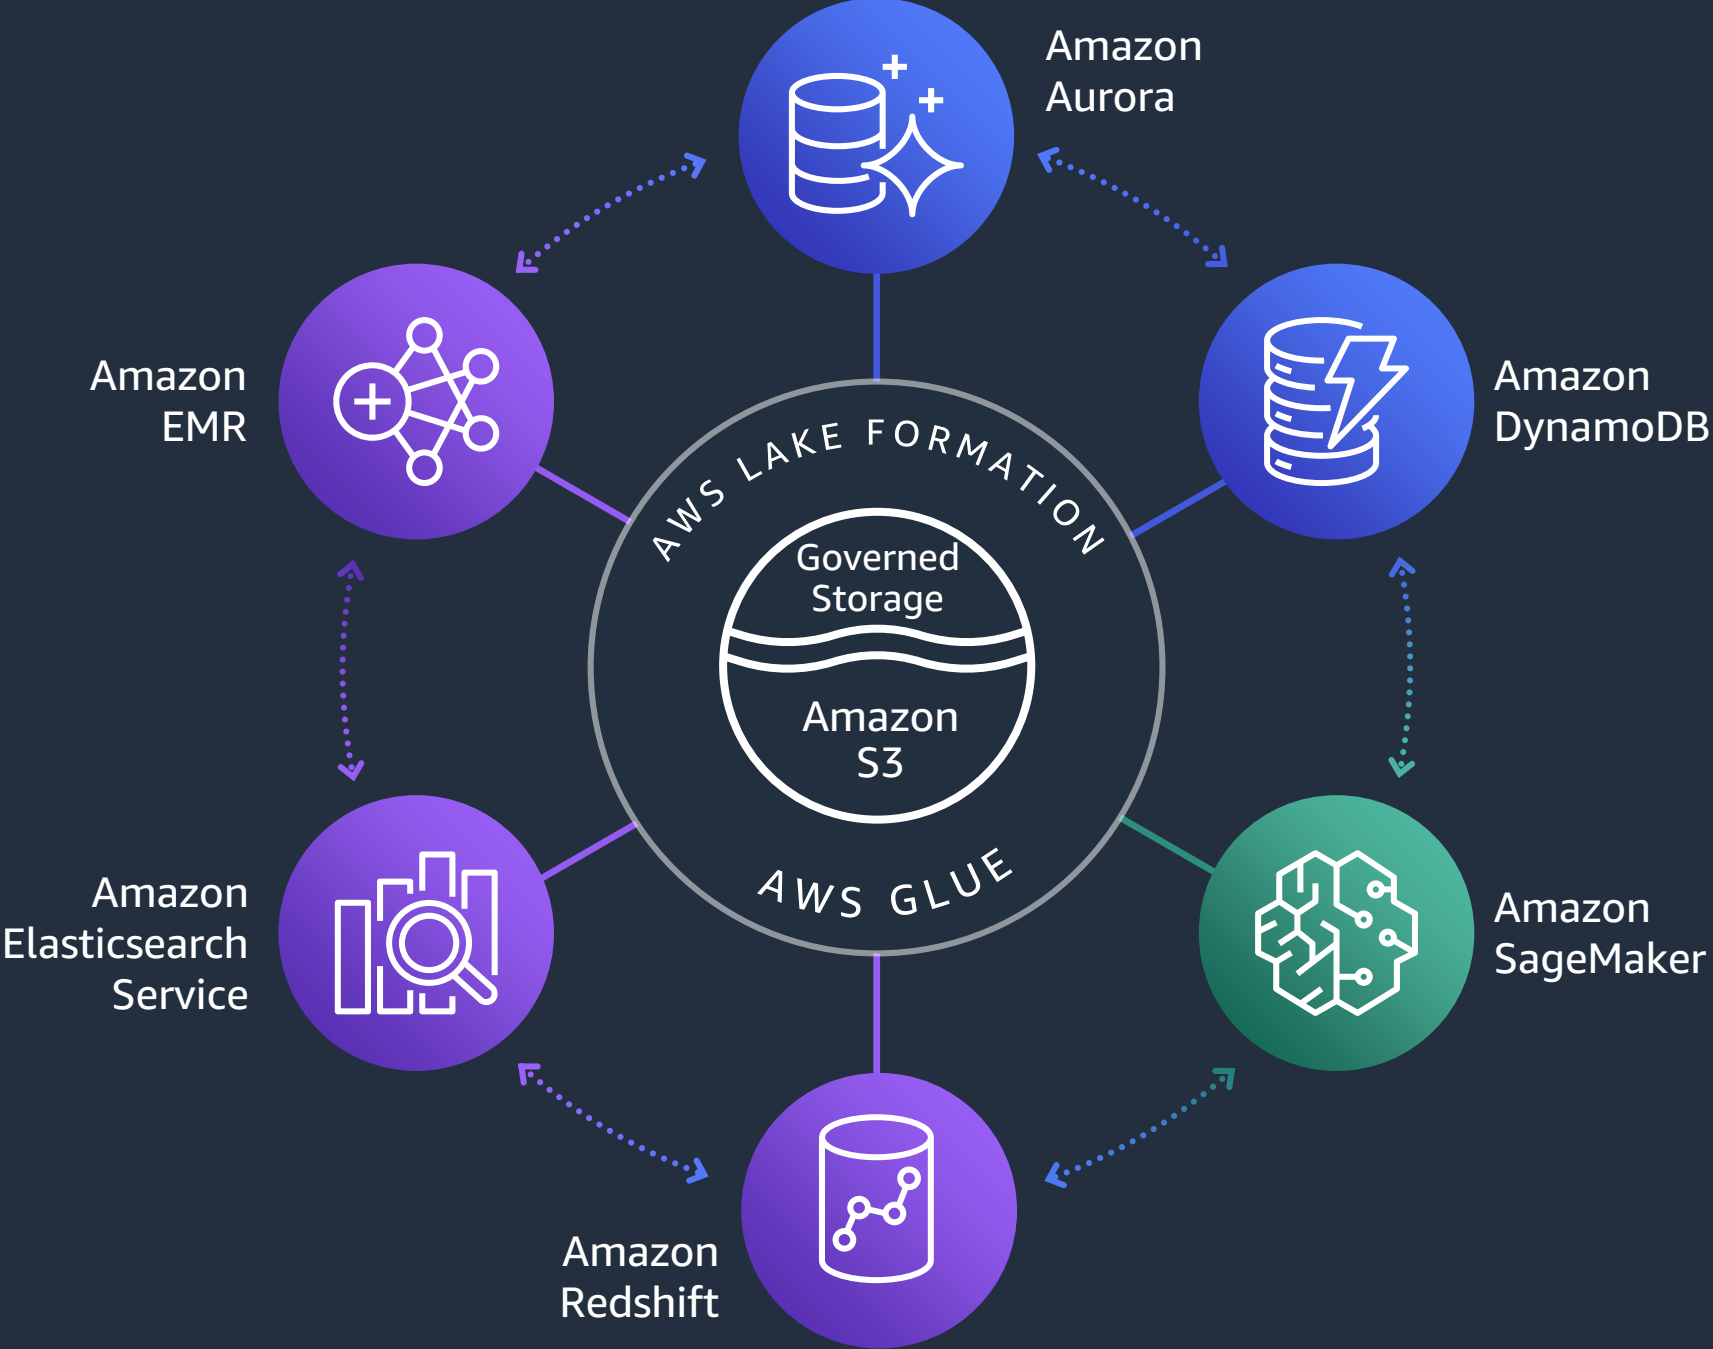 Amazon
Aurora
Amazon
EMR
Amazon
DynamoDB
AWS LAKE FORMATION
Governed
Storage
Amazon
S3
AWS GLUE
Amazon
Elasticsearch
Service
Amazon
SageMaker
Amazon
Redshift